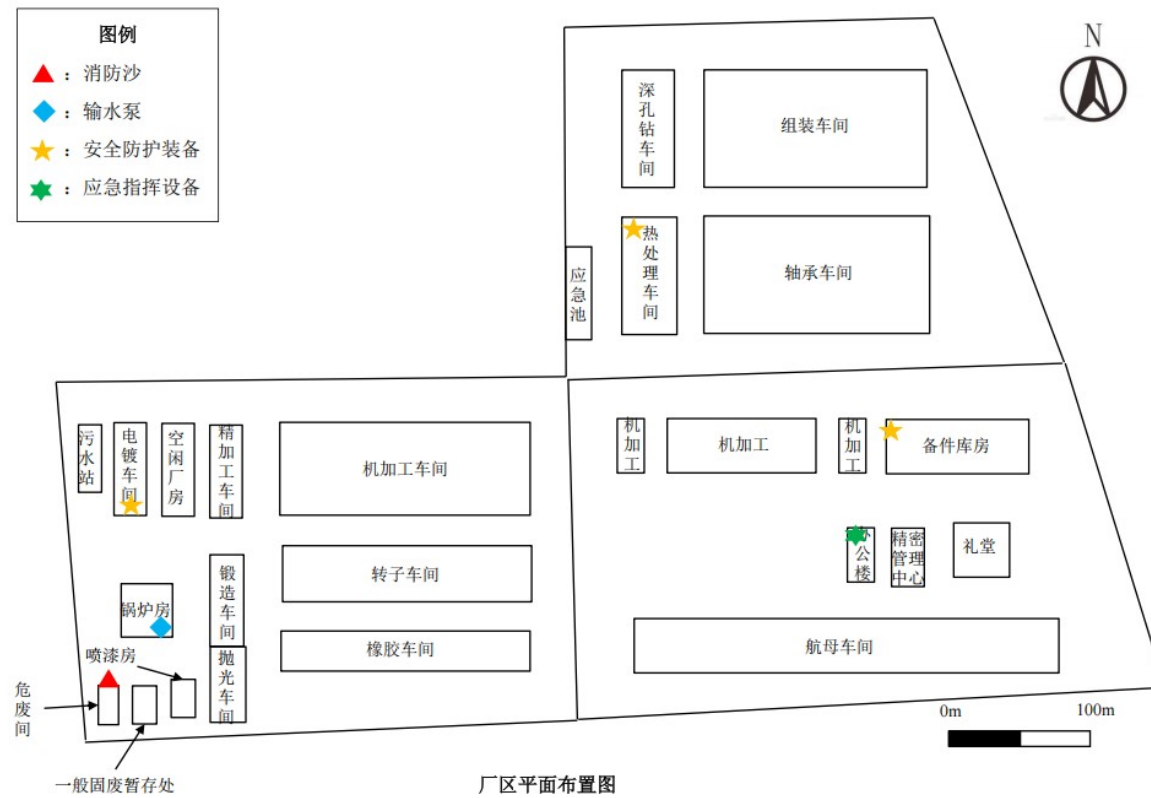 图例
：消防沙
：输水泵
：安全防护装备
：应急指挥设备
N
深孔钻车间
组装车间
热处理车间
轴承车间
应急池
污水站
电镀车间
空闲厂房
精加工车间
机加工车间
机加工
机加工
机加工
备件库房
锻造车间
转子车间
办公楼
精密管理中心
礼堂
锅炉房
橡胶车间
航母车间
喷漆房
抛光车间
危废间
0m
100m
一般固废暂存处
厂区平面布置图